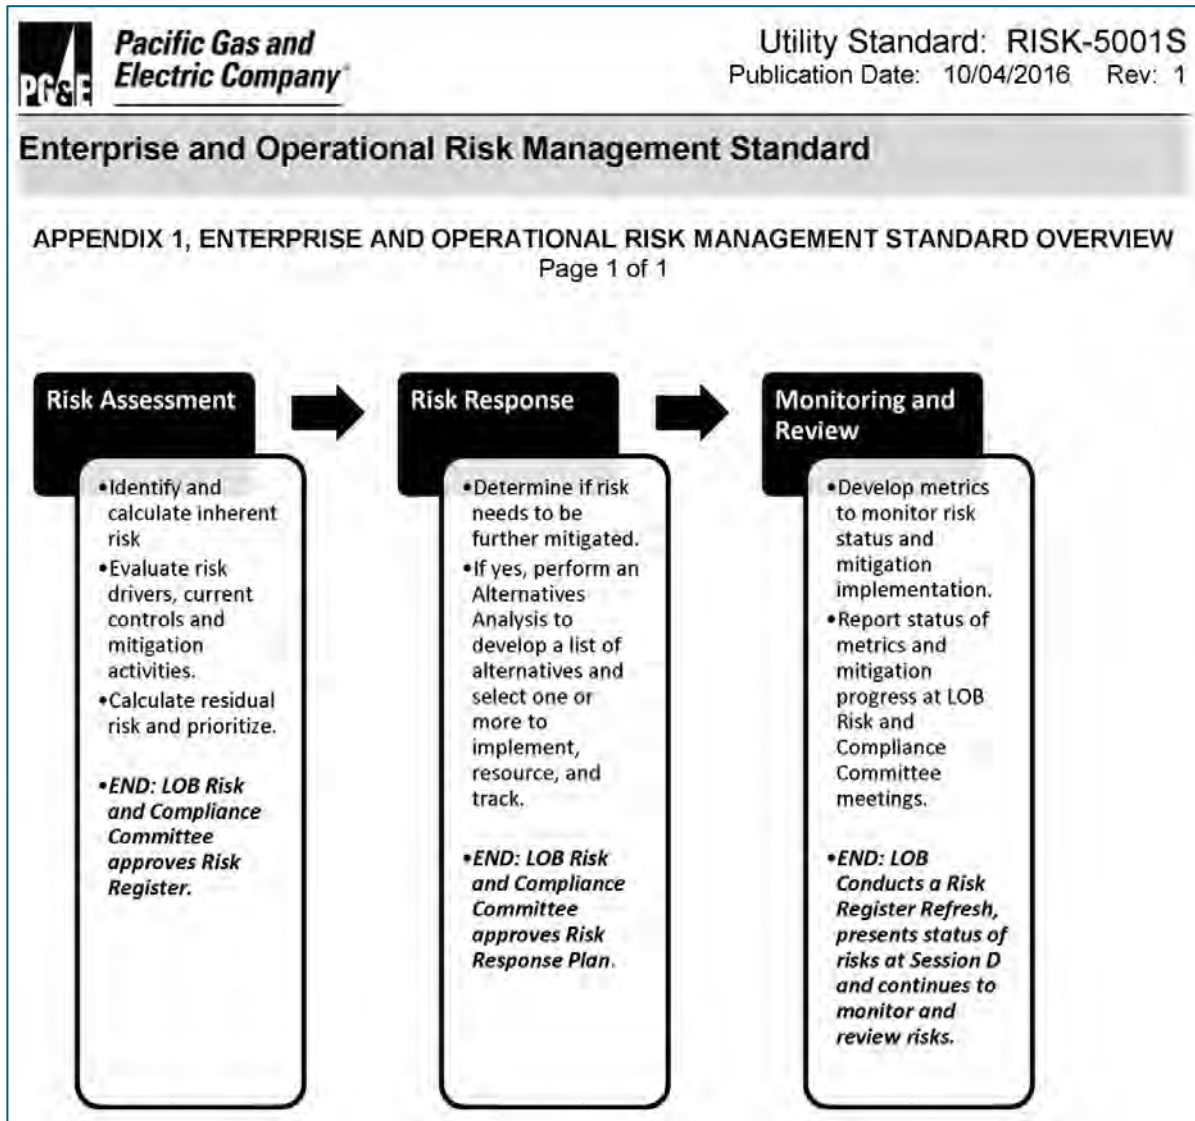 PG&E
Pacific Gas and
Electric Company
Utility Standard: RISK-5001S
Publication Date: 10/04/2016 Rev: 1
Enterprise and Operational Risk Management Standard
APPENDIX 1, ENTERPRISE AND OPERATIONAL RISK MANAGEMENT STANDARD OVERVIEW
Page 1 of 1
Risk Assessment
•Identify and
calculate inherent
risk
•Evaluate risk
drivers, current
controls and
mitigation
activities.
•Calculate residual
risk and prioritize.
•END: LOB Risk
and Compliance
Committee
approves Risk
Register.
Risk Response
•Determine if risk
needs to be
further mitigated.
•If yes, perform an
Alternatives
Analysis to
develop a list of
alternatives and
select one or
more to
implement,
resource, and
track.
•END: LOB Risk
and Compliance
Committee
approves Risk
Response Plan.
Monitoring and
Review
•Develop metrics
to monitor risk
status and
mitigation
implementation.
•Report status of
metrics and
mitigation
progress at LOB
Risk and
Compliance
Committee
meetings.
•END: LOB
Conducts a Risk
Register Refresh,
presents status of
risks at Session D
and continues to
monitor and
review risks.